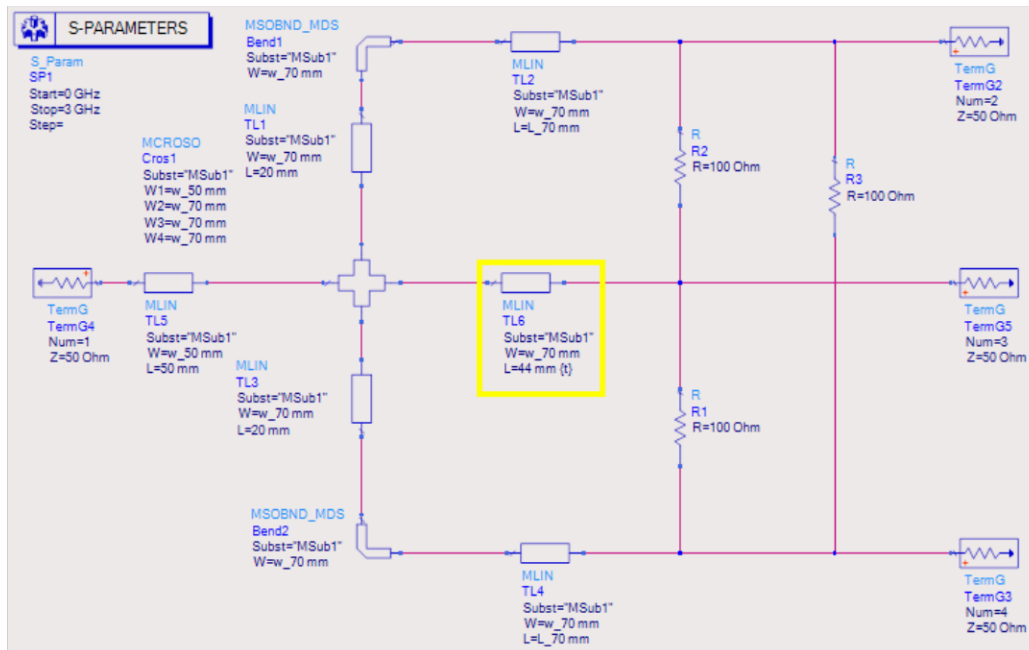 S-PARAMETERS
S_Param
SP1
Start=0 GHz
Stop=3 GHz
Step=
MSOBND_MDS
Bend1
Subst="MSub1"
W=w_70 mm
MLIN
TL2
Subst="MSub1"
W=w_70 mm
L=L_70 mm
TermG
TermG2
Num=2
Z=50 Ohm
MLIN
TL1
Subst="MSub1"
W=w_70 mm
L=20 mm
MCROSO
Cros1
Subst="MSub1"
W1=w_50 mm
W2=w_70 mm
W3=w_70 mm
W4=w_70 mm
R
R2
R=100 Ohm
R
R3
R=100 Ohm
TermG
TermG4
Num=1
Z=50 Ohm
MLIN
TL5
Subst="MSub1"
W=w_50 mm
L=50 mm
MLIN
TL6
Subst="MSub1"
W=w_70 mm
L=44 mm {t}
TermG
TermG5
Num=3
Z=50 Ohm
MLIN
TL3
Subst="MSub1"
W=w_70 mm
L=20 mm
R
R1
R=100 Ohm
MSOBND_MDS
Bend2
Subst="MSub1"
W=w_70 mm
MLIN
TL4
Subst="MSub1"
W=w_70 mm
L=L_70 mm
TermG
TermG3
Num=4
Z=50 Ohm